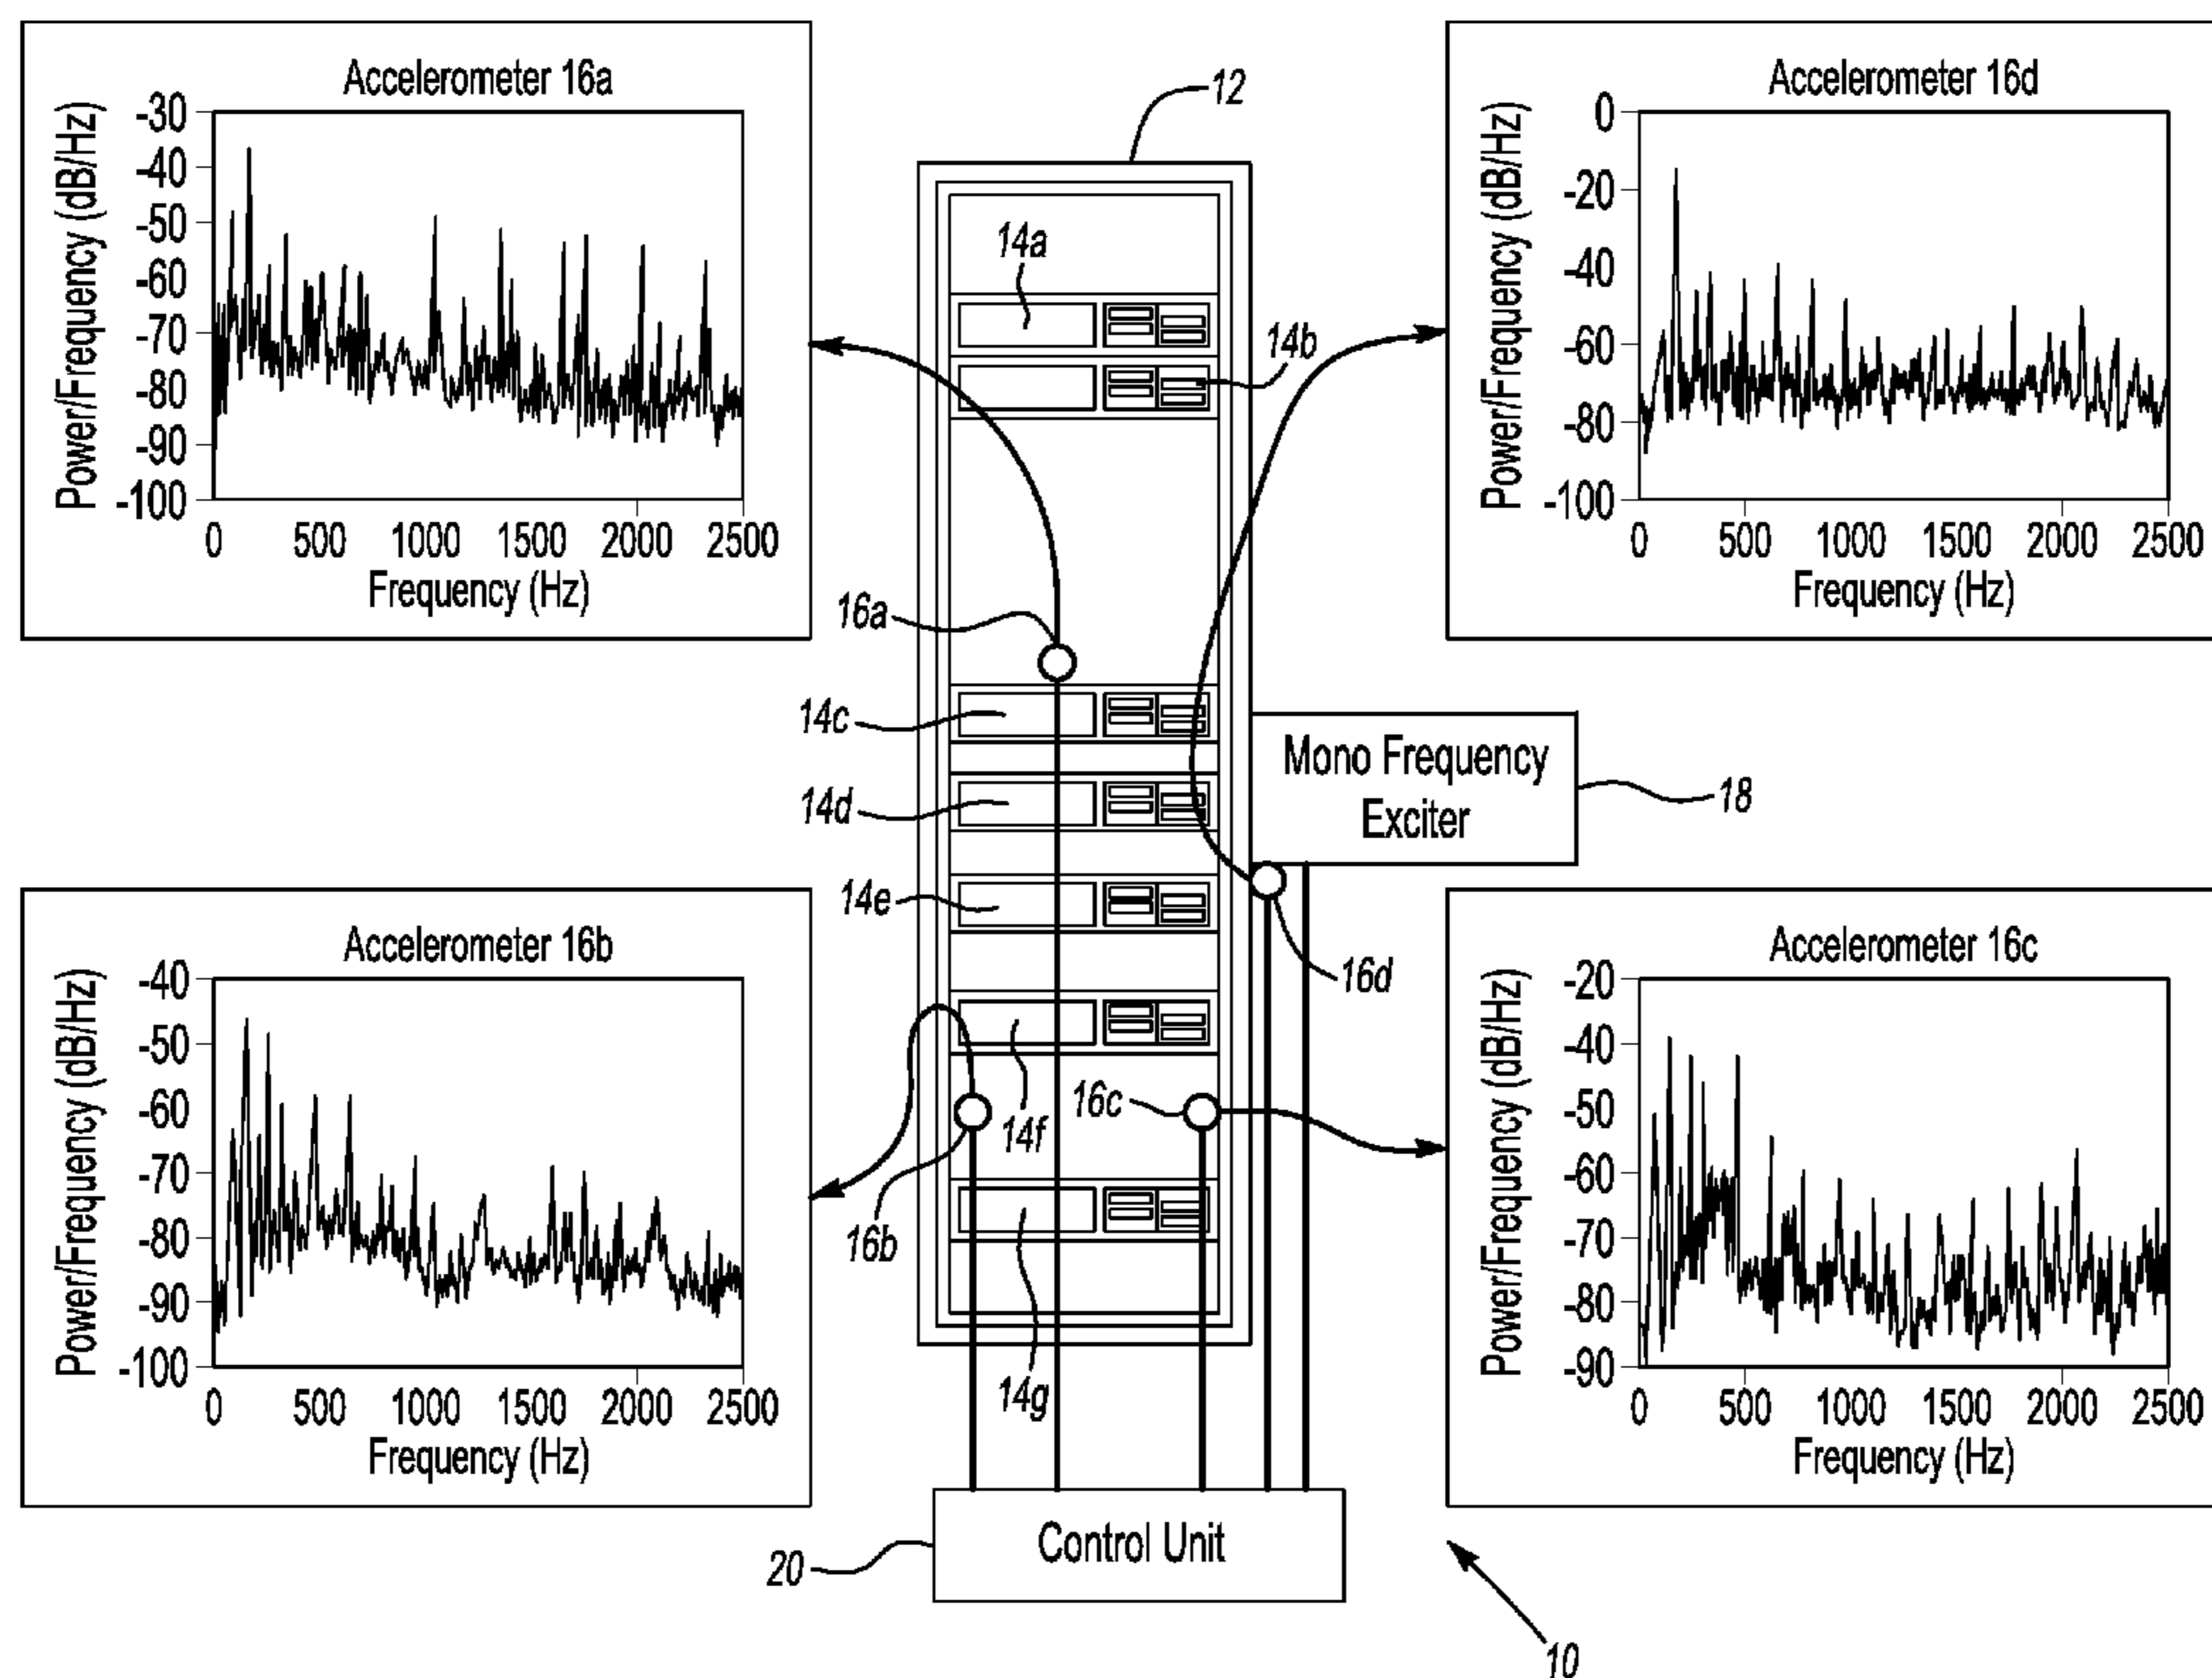 Accelerometer 16a
Power/Frequency (dB/Hz)
-30
-40
-50
-60
-70
-80
-90
-100
0 500 1000 1500 2000 2500
Frequency (Hz)
12
Accelerometer 16d
Power/Frequency (dB/Hz)
0
-20
-40
-60
-80
-100
0 500 1000 1500 2000 2500
Frequency (Hz)
14a
14b
16a
14c
14d
14e
Mono Frequency
Exciter
18
16d
Accelerometer 16b
Power/Frequency (dB/Hz)
-40
-50
-60
-70
-80
-90
-100
0 500 1000 1500 2000 2500
Frequency (Hz)
14f
16c
16b
14g
Accelerometer 16c
Power/Frequency (dB/Hz)
-20
-40
-50
-60
-70
-80
-90
0 500 1000 1500 2000 2500
Frequency (Hz)
Control Unit
20
10